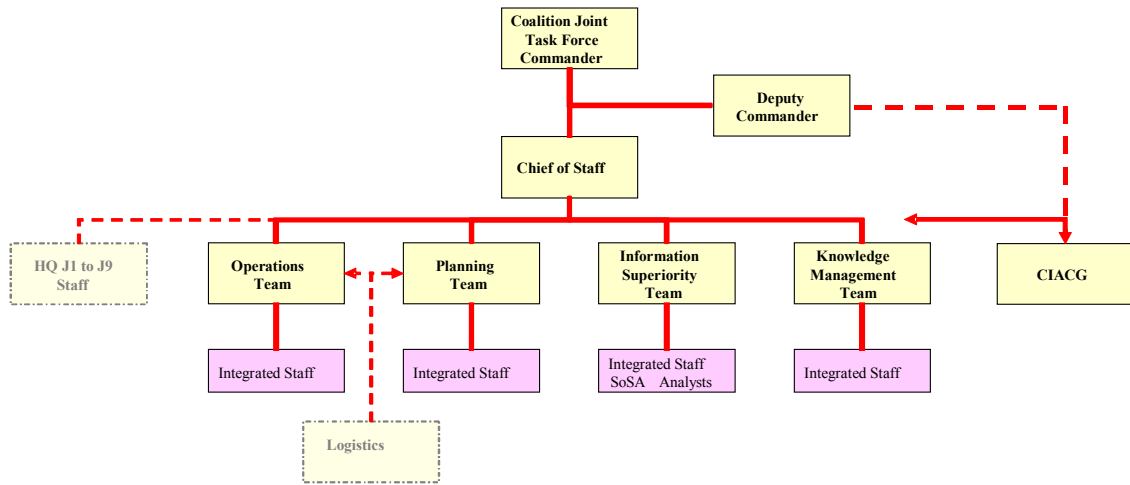 Coalition Joint
Task Force
Commander
Deputy
Commander
Chief of Staff
HQ J1 to J9
Staff
Operations
Team
Planning
Team
Information
Superiority
Team
Knowledge
Management
Team
CIACG
Integrated Staff
Integrated Staff
Integrated Staff
SoSA Analysts
Integrated Staff
Logistics